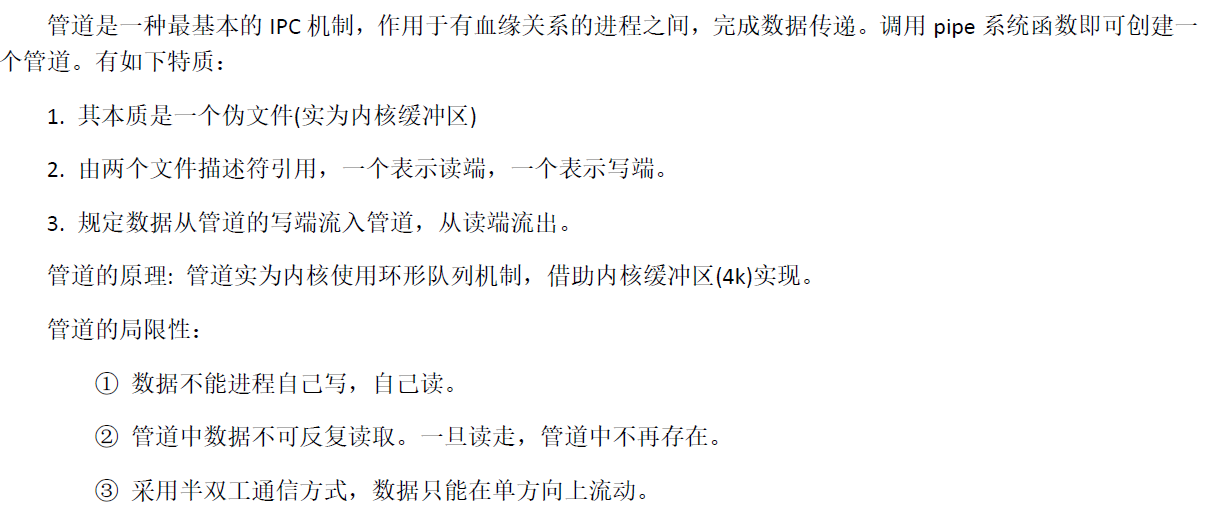 管道是一种最基本的 IPC 机制，作用于有血缘关系的进程之间，完成数据传递。调用 pipe 系统函数即可创建一
个管道。有如下特质：
1. 其本质是一个伪文件(实为内核缓冲区)
2. 由两个文件描述符引用，一个表示读端，一个表示写端。
3. 规定数据从管道的写端流入管道，从读端流出。
管道的原理: 管道实为内核使用环形队列机制，借助内核缓冲区(4k)实现。
管道的局限性：
① 数据不能进程自己写，自己读。
② 管道中数据不可反复读取。一旦读走，管道中不再存在。
③ 采用半双工通信方式，数据只能在单方向上流动。